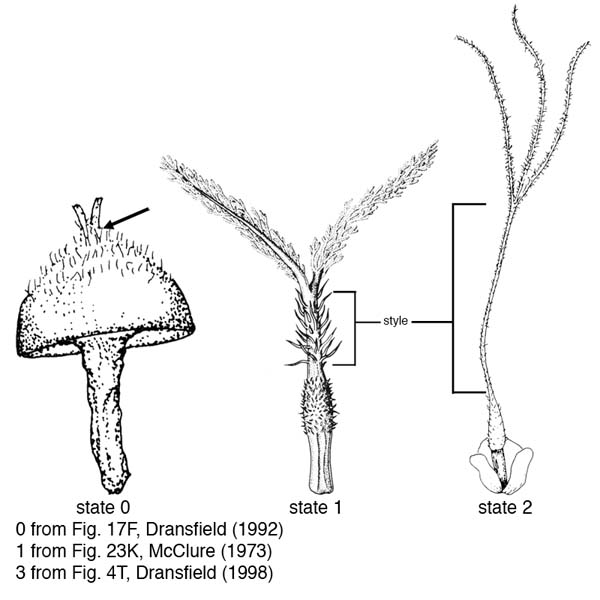 style
state 0
state 1
state 2
0 from Fig. 17F, Dransfield (1992)
1 from Fig. 23K, McClure (1973)
3 from Fig. 4T, Dransfield (1998)